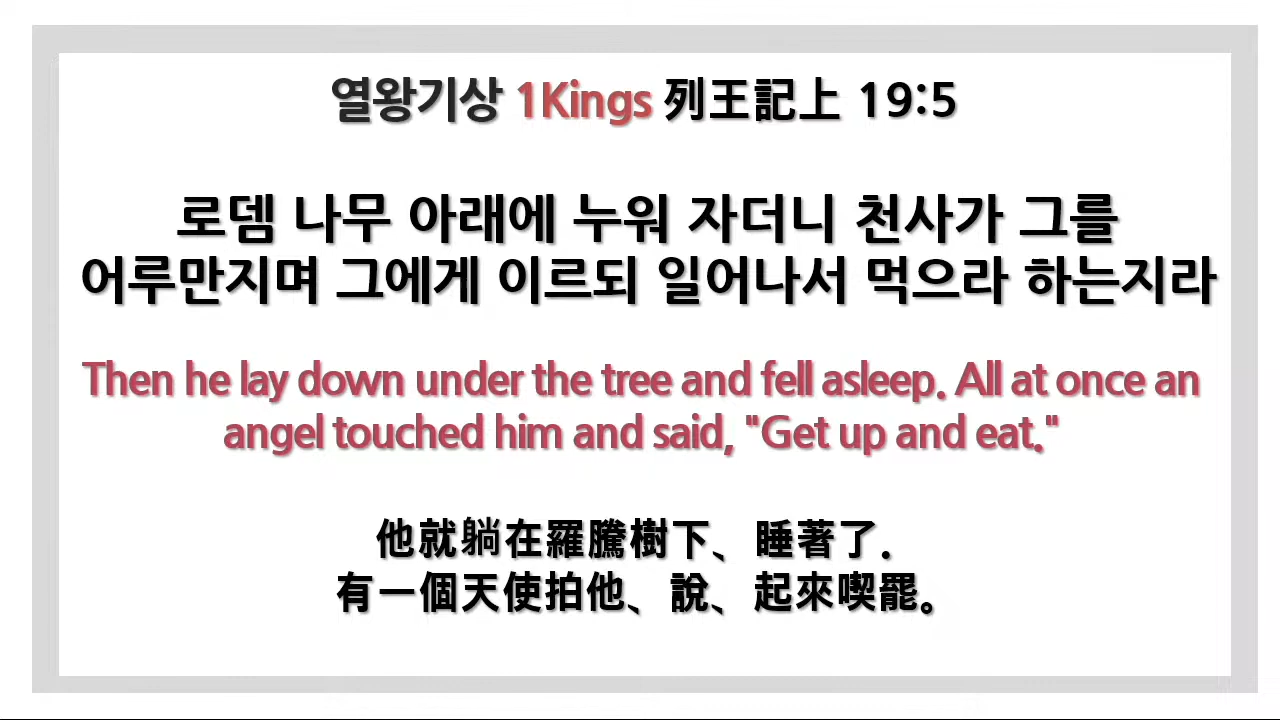 열왕기상 1Kings 列王記上 19:5
로뎀 나무 아래에 누워 자더니 천사가 그를
어루만지며 그에게 이르되 일어나서 먹으라 하는지라
Then he lay down under the tree and fell asleep. All at once an
angel touched him and said, "Get up and eat."
他就躺在羅騰樹下、睡著了.
有一個天使拍他、說、起來喫罷。